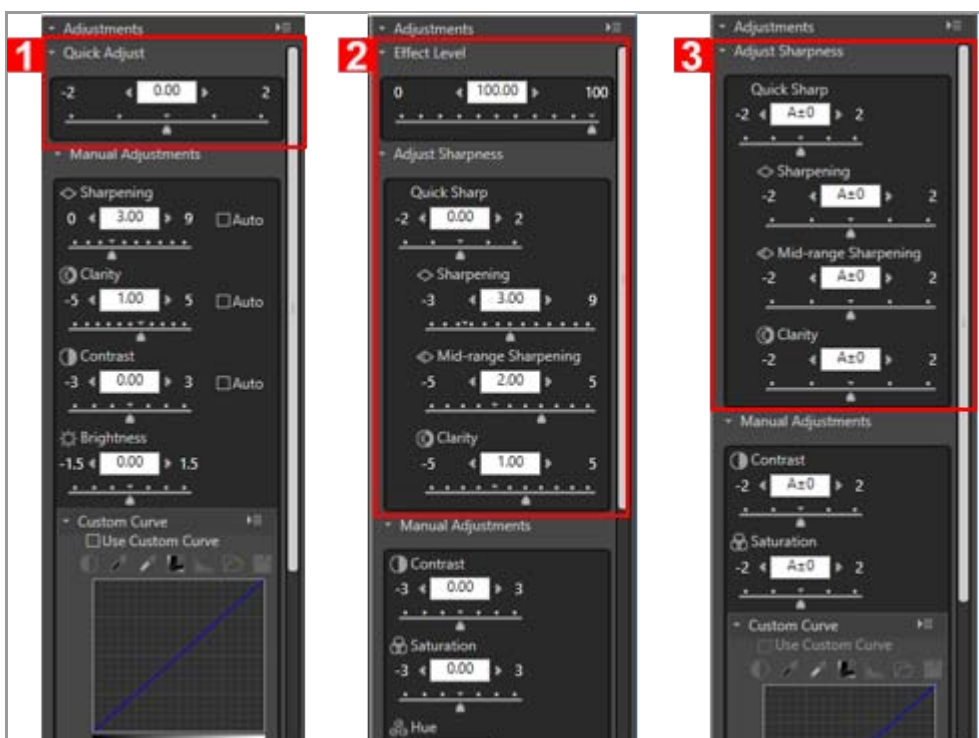 1
Adjustments
Quick Adjust
-2 0.00 2
Manual Adjustments
Sharpening
0 3.00 9 Auto
Clarity
-5 1.00 5 Auto
Contrast
-3 0.00 3 Auto
Brightness
-1.5 0.00 1.5
Custom Curve
Use Custom Curve
2
Adjustments
Effect Level
0 100.00 100
Adjust Sharpness
Quick Sharp
-2 0.00 2
Sharpening
-3 3.00 9
Mid-range Sharpening
-5 2.00 5
Clarity
-5 1.00 5
Manual Adjustments
Contrast
-3 0.00 3
Saturation
-3 0.00 3
Hue
3
Adjustments
Adjust Sharpness
Quick Sharp
-2 A±0 2
Sharpening
-2 A±0 2
Mid-range Sharpening
-2 A±0 2
Clarity
-2 A±0 2
Manual Adjustments
Contrast
-2 A±0 2
Saturation
-2 A±0 2
Custom Curve
Use Custom Curve